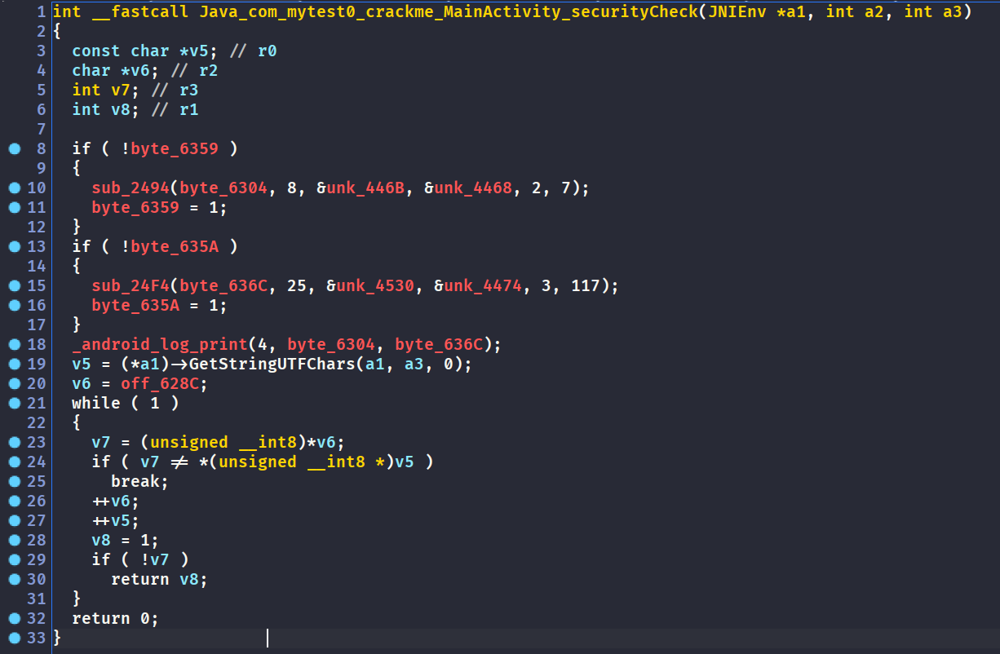 1 int __fastcall Java_com_mytest0_crackme_MainActivity_securityCheck(JNIEnv *a1, int a2, int a3)
2 {
3   const char *v5; // r0
4   char *v6; // r2
5   int v7; // r3
6   int v8; // r1
7
8   if ( !byte_6359 )
9   {
10     sub_2494(byte_6304, 8, &unk_446B, &unk_4468, 2, 7);
11     byte_6359 = 1;
12   }
13   if ( !byte_635A )
14   {
15     sub_24F4(byte_636C, 25, &unk_4530, &unk_4474, 3, 117);
16     byte_635A = 1;
17   }
18   _android_log_print(4, byte_6304, byte_636C);
19   v5 = (*a1)->GetStringUTFChars(a1, a3, 0);
20   v6 = off_628C;
21   while ( 1 )
22   {
23     v7 = (unsigned __int8)*v6;
24     if ( v7 != *(unsigned __int8 *)v5 )
25       break;
26     ++v6;
27     ++v5;
28     v8 = 1;
29     if ( !v7 )
30       return v8;
31   }
32   return 0;
33 }